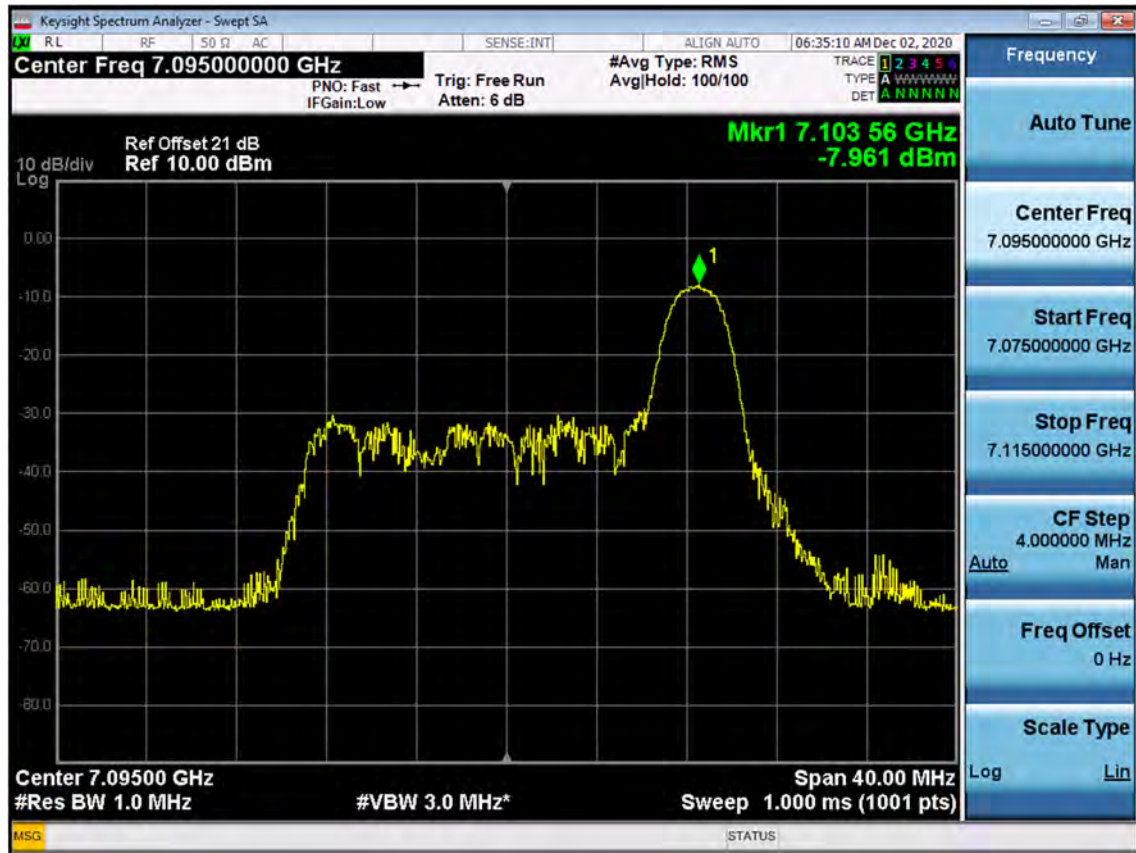 Keysight Spectrum Analyzer - Swept SA
LXI RL RF 50 Ω AC SENSE:INT ALIGN AUTO 06:35:10 AM Dec 02, 2020
Center Freq 7.095000000 GHz
PNO: Fast
IFGain:Low
Trig: Free Run
Atten: 6 dB
#Avg Type: RMS
Avg|Hold: 100/100
TRACE 1 2 3 4 5 6
TYPE A WWWWW
DET A N N N N N
Mkr1 7.103 56 GHz
-7.961 dBm
Ref Offset 21 dB
10 dB/div Ref 10.00 dBm
Log
0.00
-10.0
-20.0
-30.0
-40.0
-50.0
-60.0
-70.0
-80.0
1
Center 7.09500 GHz Span 40.00 MHz
#Res BW 1.0 MHz #VBW 3.0 MHz* Sweep 1.000 ms (1001 pts)
MSG STATUS
Frequency
Auto Tune
Center Freq
7.095000000 GHz
Start Freq
7.075000000 GHz
Stop Freq
7.115000000 GHz
CF Step
4.000000 MHz
Auto Man
Freq Offset
0 Hz
Scale Type
Log Lin